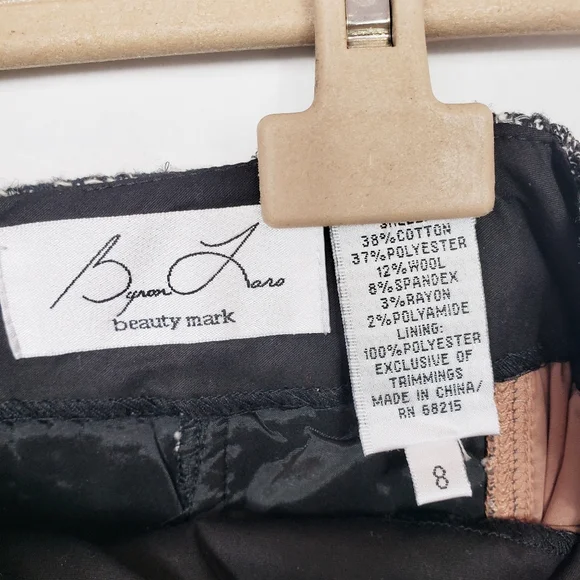 Byron Lars
beauty mark
38%COTTON
37%POLYESTER
12%WOOL
8%SPANDEX
3%RAYON
2%POLYAMIDE
LINING:
100%POLYESTER
EXCLUSIVE OF
TRIMMINGS
MADE IN CHINA/
RN 68215
8